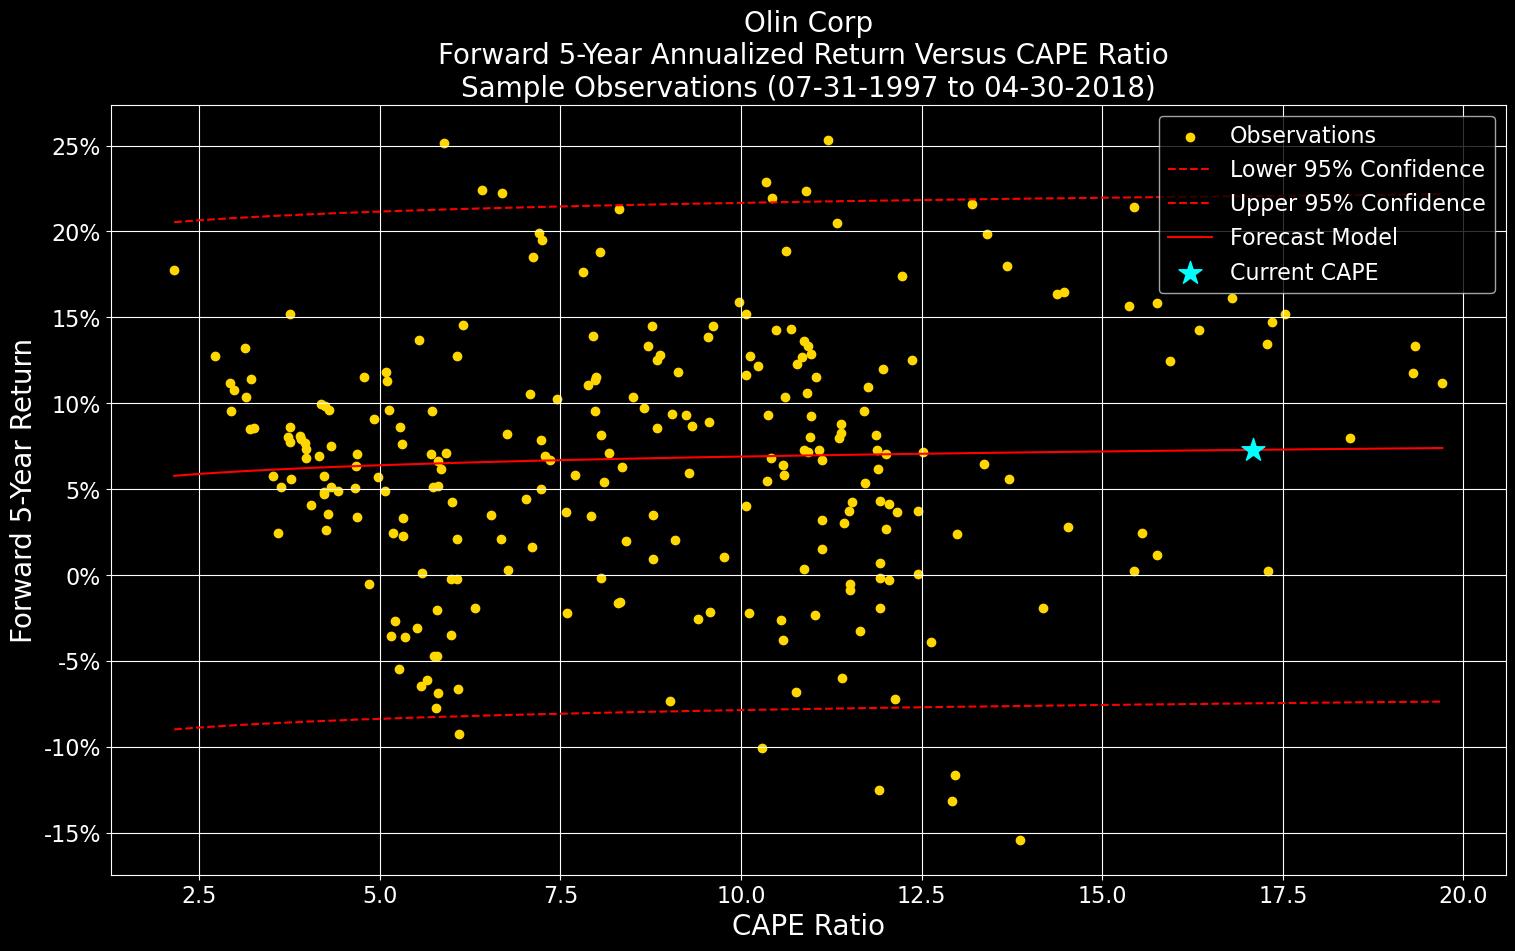 Olin Corp
Forward 5-Year Annualized Return Versus CAPE Ratio
Sample Observations (07-31-1997 to 04-30-2018)
Observations
Lower 95% Confidence
Upper 95% Confidence
Forecast Model
Current CAPE
Forward 5-Year Return
25%
20%
15%
10%
5%
0%
-5%
-10%
-15%
2.5 5.0 7.5 10.0 12.5 15.0 17.5 20.0
CAPE Ratio